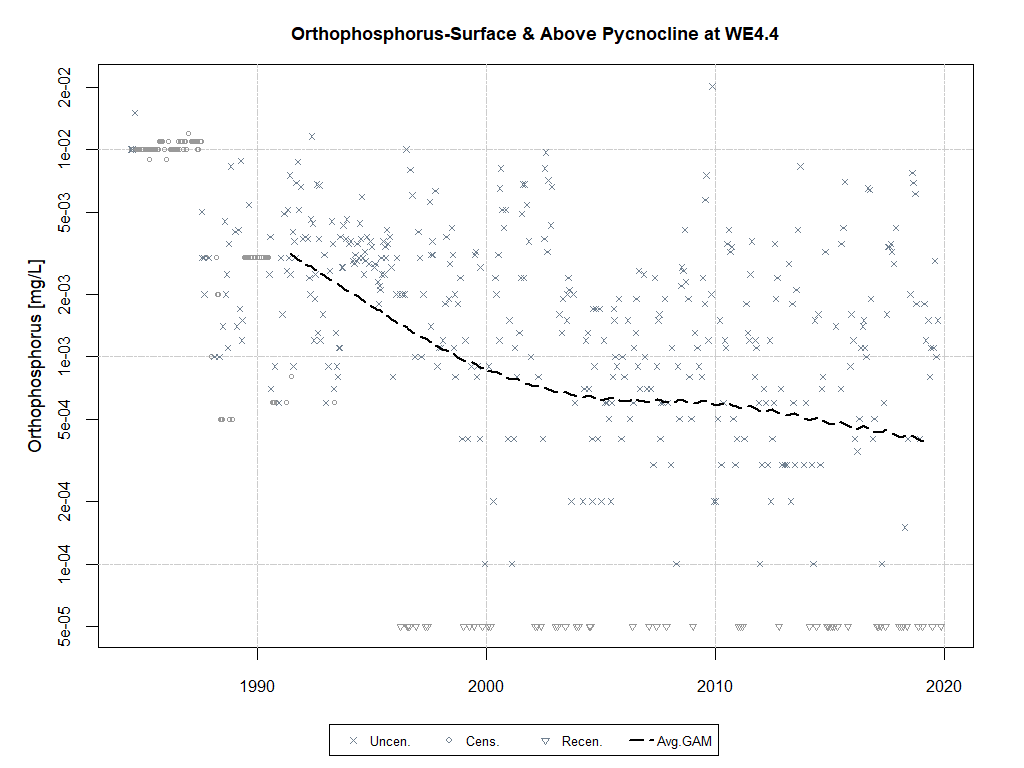 Orthophosphorus-Surface & Above Pycnocline at WE4.4
Orthophosphorus [mg/L]
2e-02
1e-02
5e-03
2e-03
1e-03
5e-04
2e-04
1e-04
5e-05
1990 2000 2010 2020
Uncen. Cens. Recen. Avg.GAM